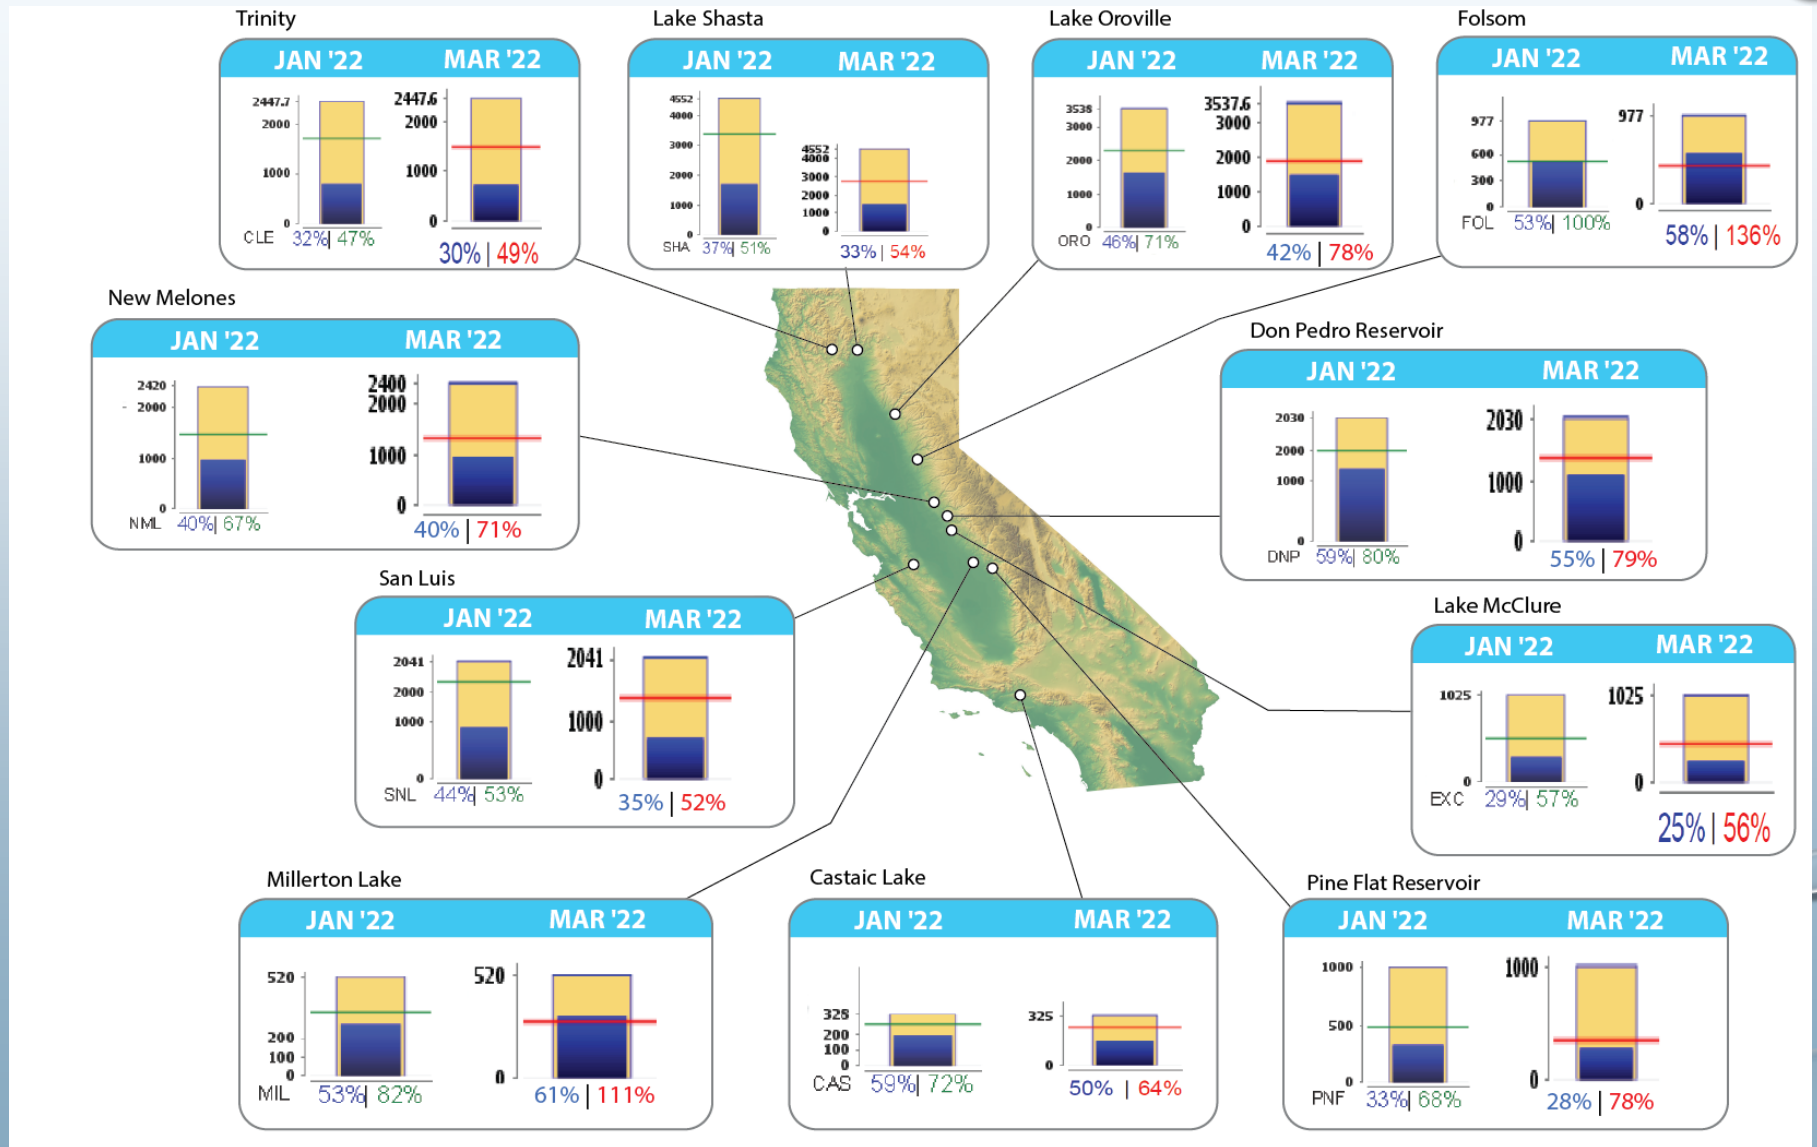 Trinity
JAN '22 MAR '22
2447.7
2000
1000
0
CLE 32%| 47%
2447.6
2000
1000
0
30% | 49%
Lake Shasta
JAN '22 MAR '22
4552
4000
3000
2000
1000
0
SHA 37%| 51%
4552
4000
3000
2000
1000
0
33% | 54%
Lake Oroville
JAN '22 MAR '22
3538
3000
2000
1000
0
ORO 46%| 71%
3537.6
3000
2000
1000
0
42% | 78%
Folsom
JAN '22 MAR '22
977
600
300
0
FOL 53%| 100%
977
0
58% | 136%
New Melones
JAN '22 MAR '22
2420
- 2000
1000
0
NML 40%| 67%
2400
2000
1000
0
40% | 71%
Don Pedro Reservoir
JAN '22 MAR '22
2030
2000
1000
0
DNP 59%| 80%
2030
1000
0
55% | 79%
San Luis
JAN '22 MAR '22
2041
2000
1000
0
SNL 44%| 53%
2041
1000
0
35% | 52%
Lake McClure
JAN '22 MAR '22
1025
0
EXC 29%| 57%
1025
0
25% | 56%
Millerton Lake
JAN '22 MAR '22
520
200
100
0
MIL 53%| 82%
520
0
61% | 111%
Castaic Lake
JAN '22 MAR '22
325
200
100
0
CAS 59%| 72%
325
0
50% | 64%
Pine Flat Reservoir
JAN '22 MAR '22
1000
500
0
PNF 33%| 68%
1000
0
28% | 78%